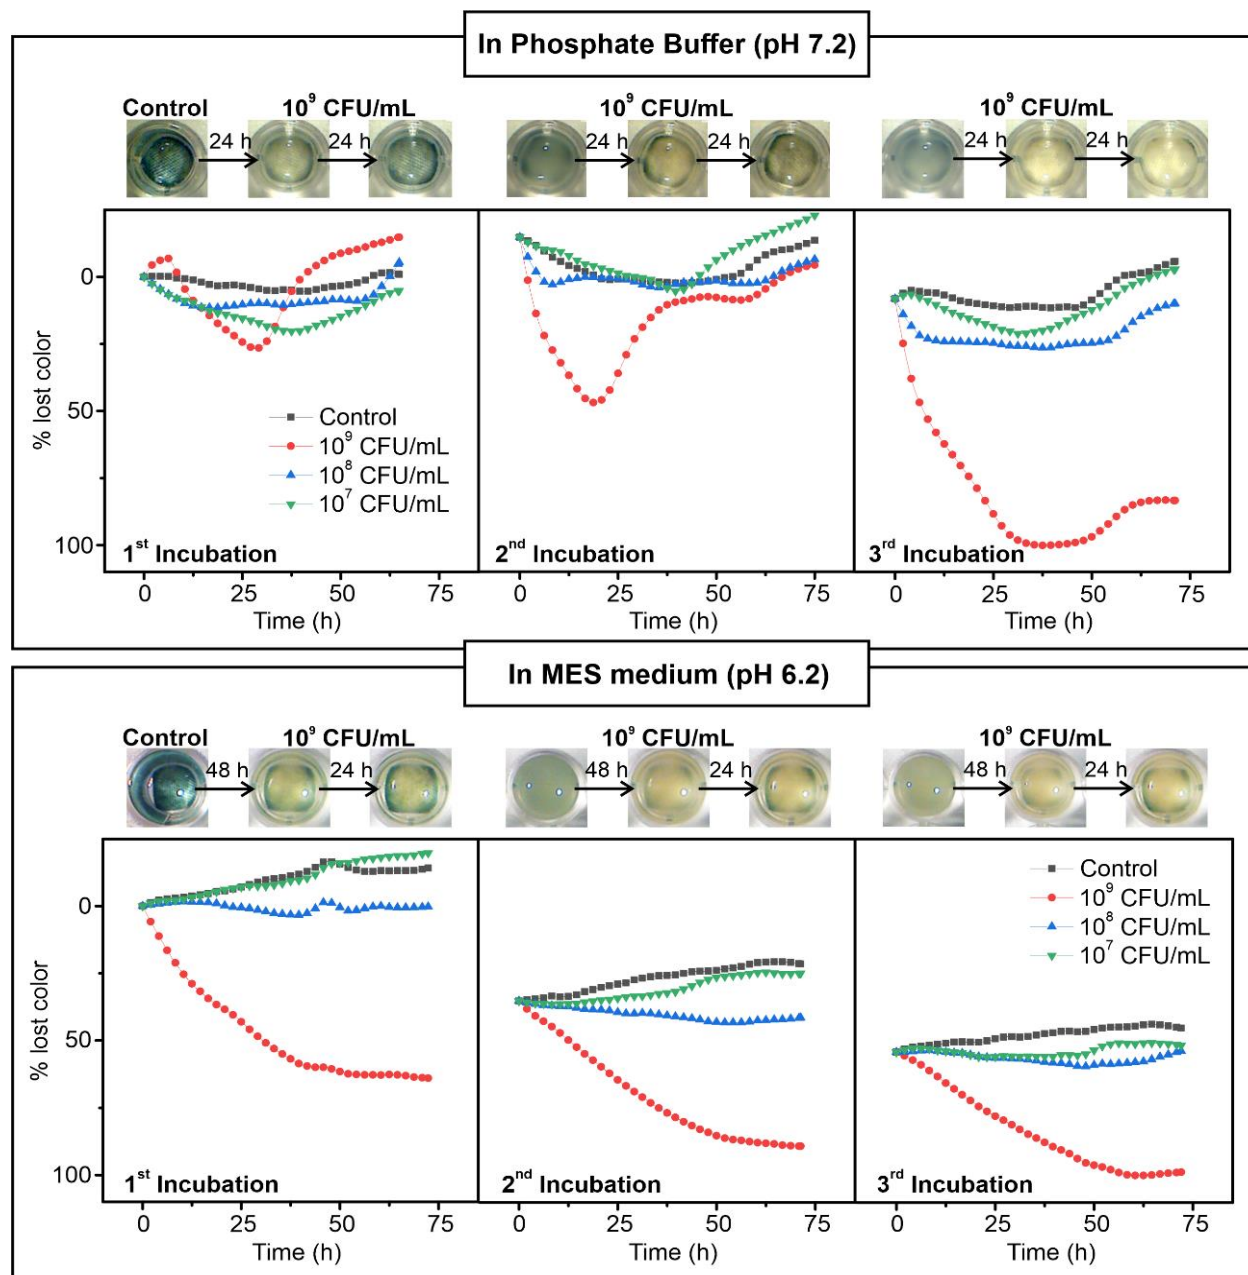 In Phosphate Buffer (pH 7.2)
Control 10⁹ CFU/mL 10⁹ CFU/mL 10⁹ CFU/mL
24 h 24 h 24 h 24 h 24 h 24 h
% lost color
0
50
100
Control
10⁹ CFU/mL
10⁸ CFU/mL
10⁷ CFU/mL
1ˢᵗ Incubation 2ⁿᵈ Incubation 3ʳᵈ Incubation
0 25 50 75 0 25 50 75 0 25 50 75
Time (h) Time (h) Time (h)
In MES medium (pH 6.2)
Control 10⁹ CFU/mL 10⁹ CFU/mL 10⁹ CFU/mL
48 h 24 h 48 h 24 h 48 h 24 h
% lost color
0
50
100
Control
10⁹ CFU/mL
10⁸ CFU/mL
10⁷ CFU/mL
1ˢᵗ Incubation 2ⁿᵈ Incubation 3ʳᵈ Incubation
0 25 50 75 0 25 50 75 0 25 50 75
Time (h) Time (h) Time (h)